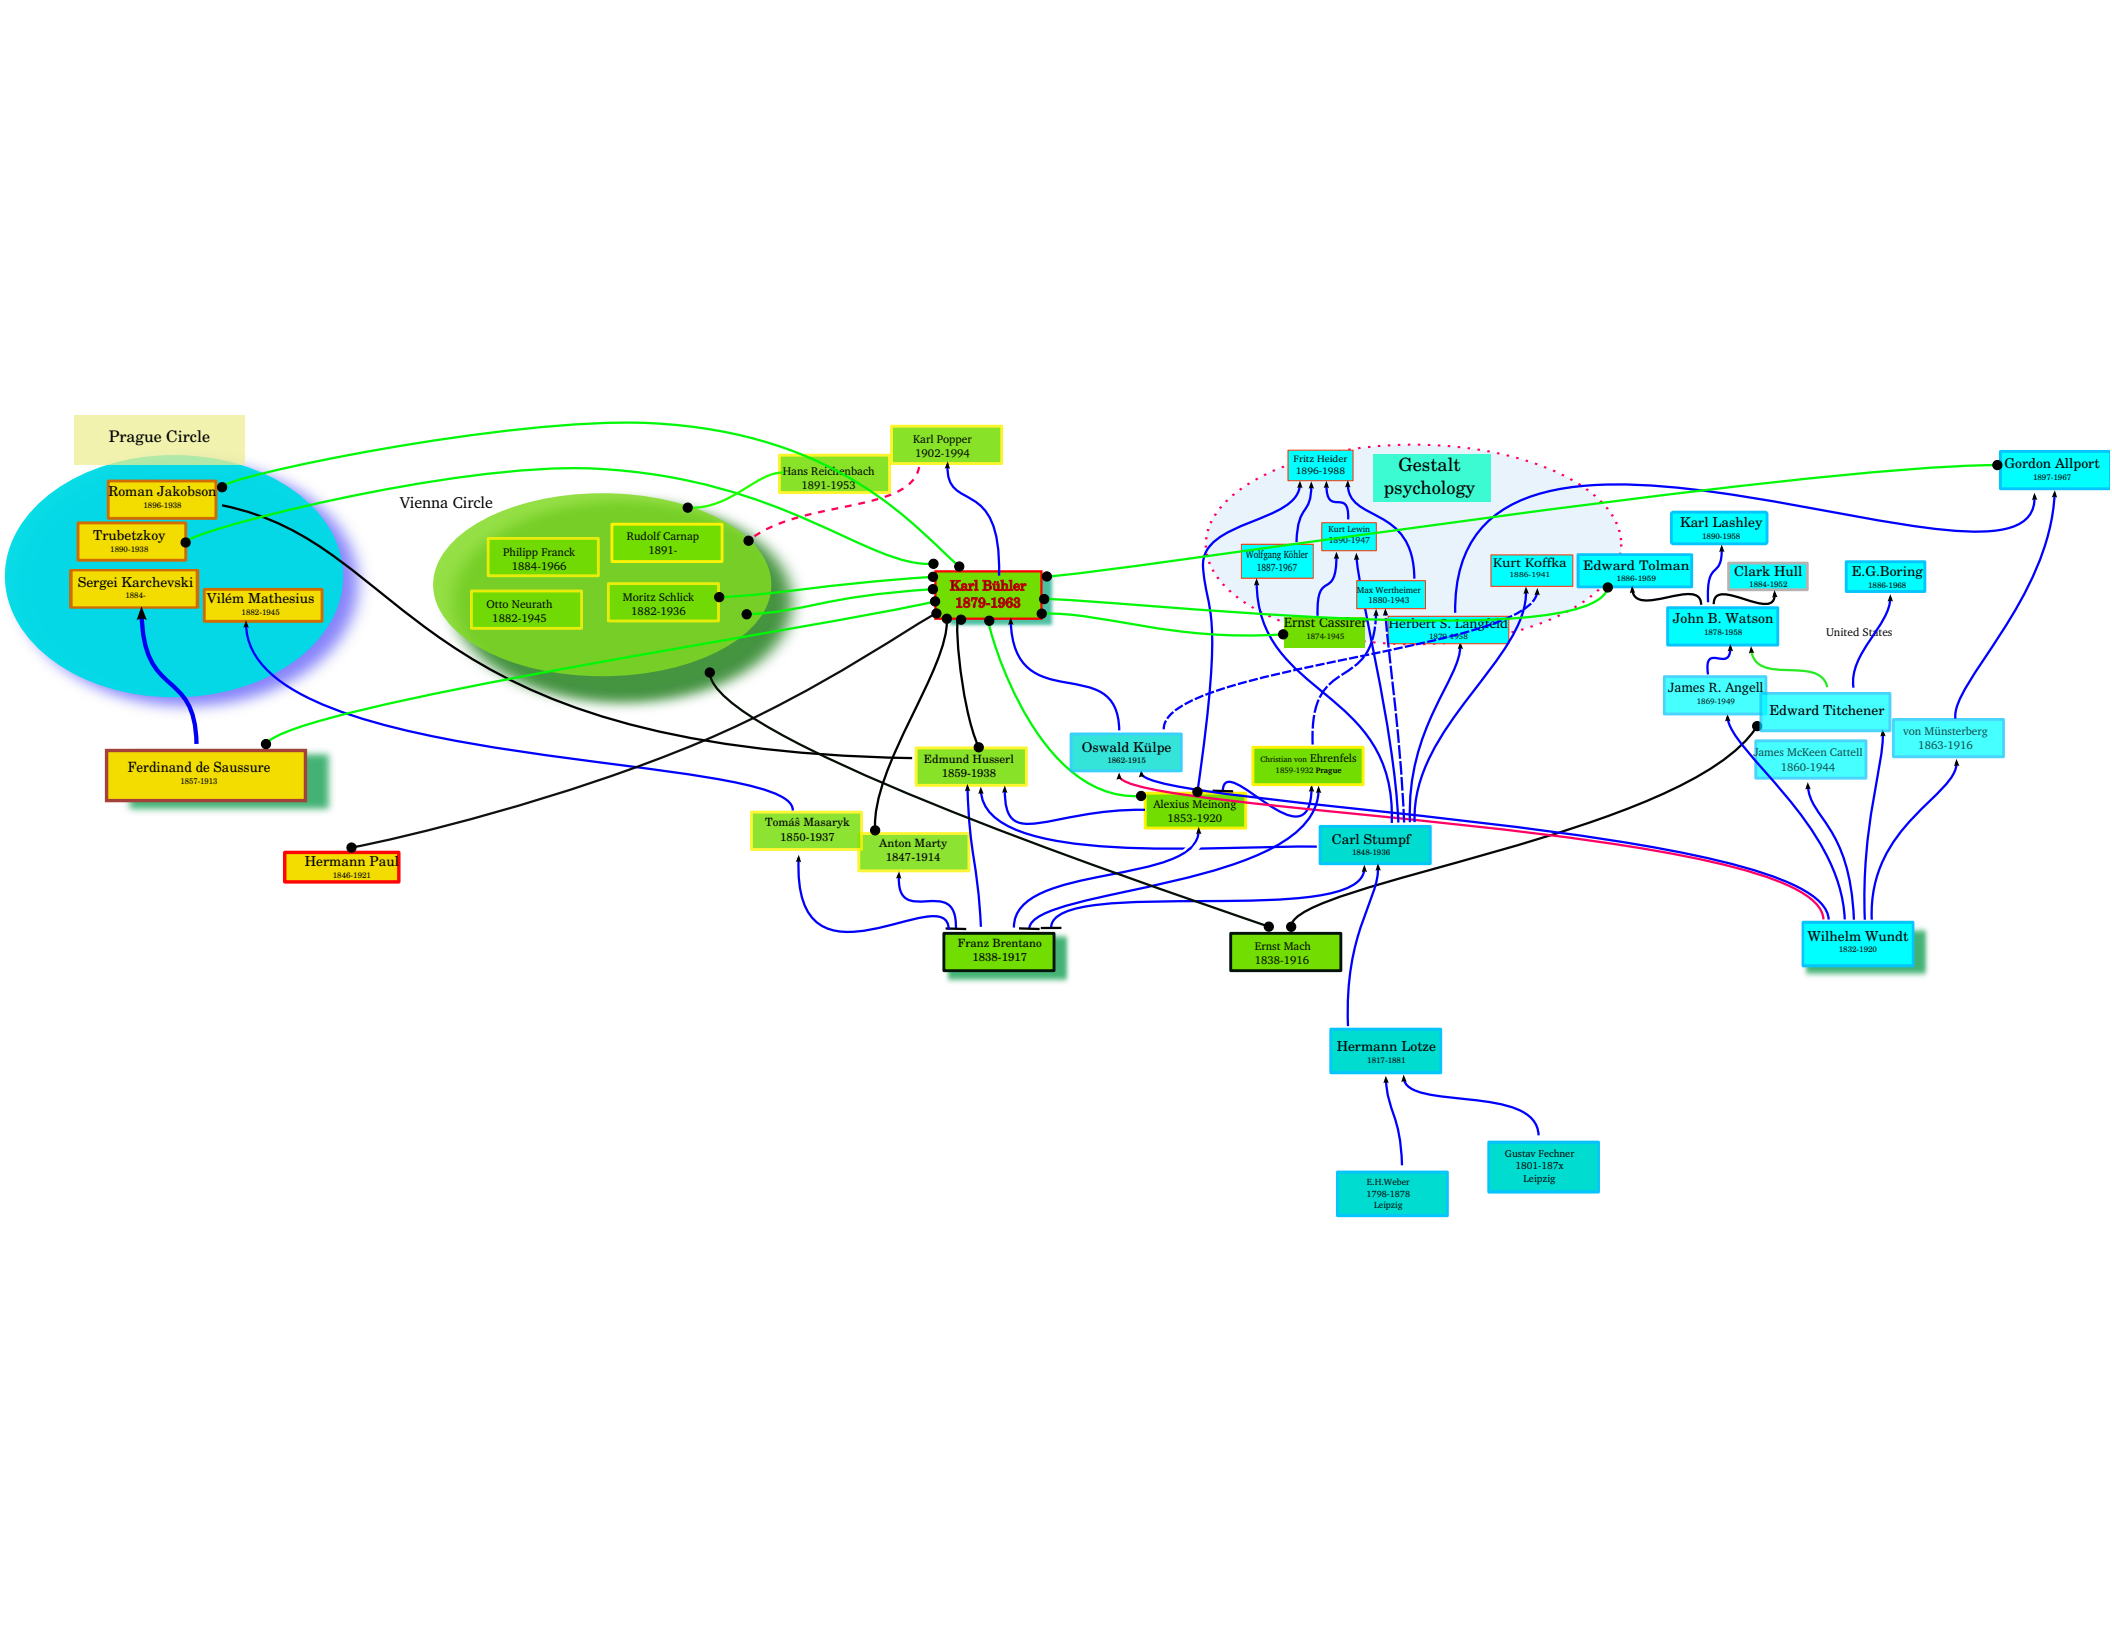 Prague Circle
Roman Jakobson
1896-1938
Trubetzkoy
1890-1938
Sergei Karchevski
1884-
Vilém Mathesius
1882-1945
Ferdinand de Saussure
1857-1913
Hermann Paul
1846-1921
Vienna Circle
Philipp Franck
1884-1966
Rudolf Carnap
1891-
Otto Neurath
1882-1945
Moritz Schlick
1882-1936
Hans Reichenbach
1891-1953
Karl Popper
1902-1994
Karl Bühler
1879-1963
Edmund Husserl
1859-1938
Tomáš Masaryk
1850-1937
Anton Marty
1847-1914
Franz Brentano
1838-1917
Oswald Külpe
1862-1915
Alexius Meinong
1853-1920
Christian von Ehrenfels
1859-1932 Prague
Ernst Mach
1838-1916
Carl Stumpf
1848-1936
Hermann Lotze
1817-1881
E.H.Weber
1798-1878
Leipzig
Gustav Fechner
1801-187x
Leipzig
Gestalt
psychology
Fritz Heider
1896-1988
Kurt Lewin
1890-1947
Wolfgang Köhler
1887-1967
Max Wertheimer
1880-1943
Kurt Koffka
1886-1941
Ernst Cassirer
1874-1945
Herbert S. Langfeld
1879-1958
Edward Tolman
1886-1959
Karl Lashley
1890-1958
Clark Hull
1884-1952
John B. Watson
1878-1958
E.G.Boring
1886-1968
United States
Gordon Allport
1897-1967
James R. Angell
1869-1949
Edward Titchener
James McKeen Cattell
1860-1944
von Münsterberg
1863-1916
Wilhelm Wundt
1832-1920